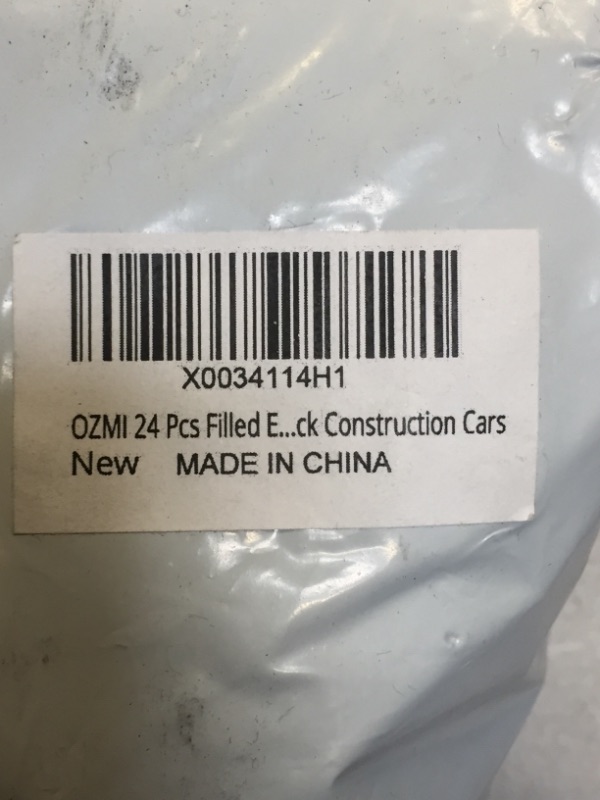 X0034114H1
OZMI 24 Pcs Filled E...ck Construction Cars
New MADE IN CHINA